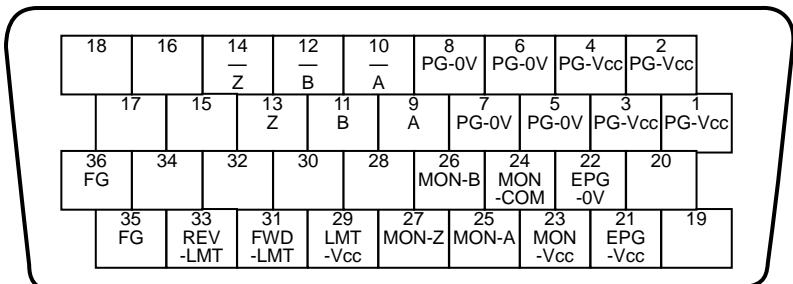 18 16 14 12 10 8 6 4 2
— — — PG-0V PG-0V PG-Vcc PG-Vcc
Z B A
17 15 13 11 9 7 5 3 1
Z B A PG-0V PG-0V PG-Vcc PG-Vcc
36 34 32 30 28 26 24 22 20
FG MON-B MON EPG
-COM -0V
35 33 31 29 27 25 23 21 19
FG REV FWD LMT MON-Z MON-A MON EPG
-LMT -LMT -Vcc -Vcc -Vcc